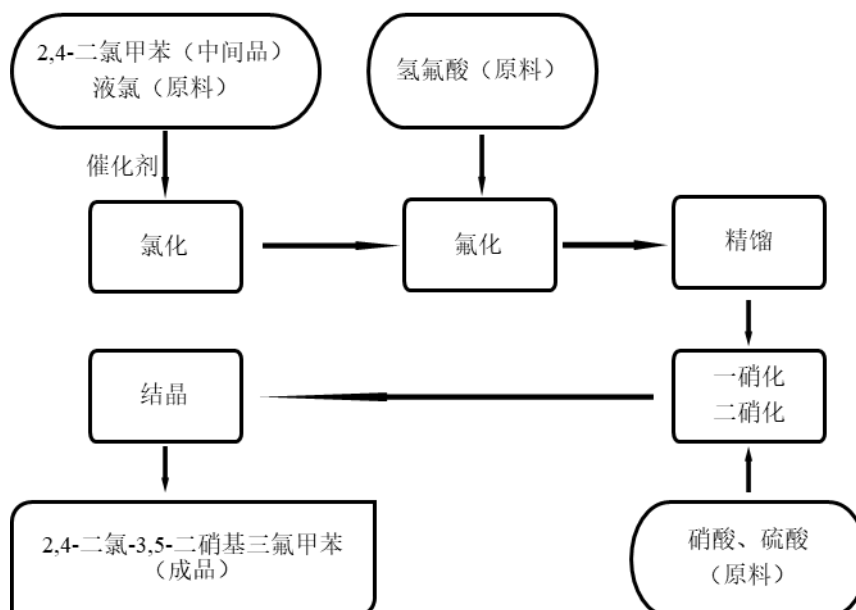 2,4-二氯甲苯（中间品）
液氯（原料）
氢氟酸（原料）
催化剂
氯化
氟化
精馏
结晶
一硝化
二硝化
2,4-二氯-3,5-二硝基三氟甲苯
（成品）
硝酸、硫酸
（原料）